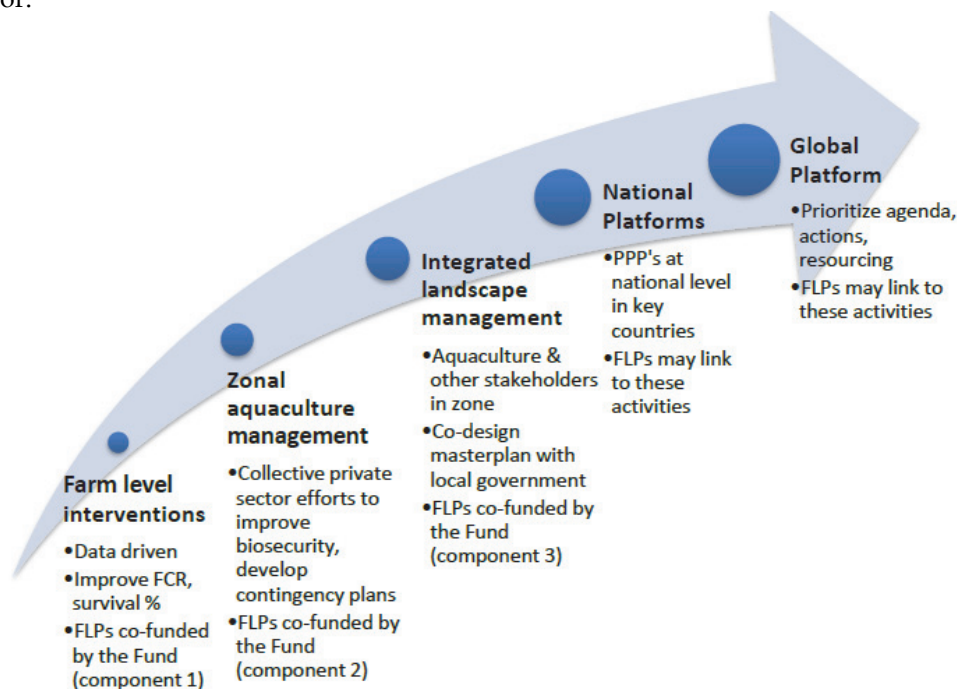 or.
Farm level
interventions
•Data driven
•Improve FCR,
survival %
•FLPs co-funded
by the Fund
(component 1)
Zonal
aquaculture
management
•Collective private
sector efforts to
improve
biosecurity,
develop
contingency plans
•FLPs co-funded by
the Fund
(component 2)
Integrated
landscape
management
•Aquaculture &
other stakeholders
in zone
•Co-design
masterplan with
local government
•FLPs co-funded by
the Fund
(component 3)
National
Platforms
•PPP's at
national level
in key
countries
•FLPs may link
to these
activities
Global
Platform
•Prioritize agenda,
actions,
resourcing
•FLPs may link to
these activities